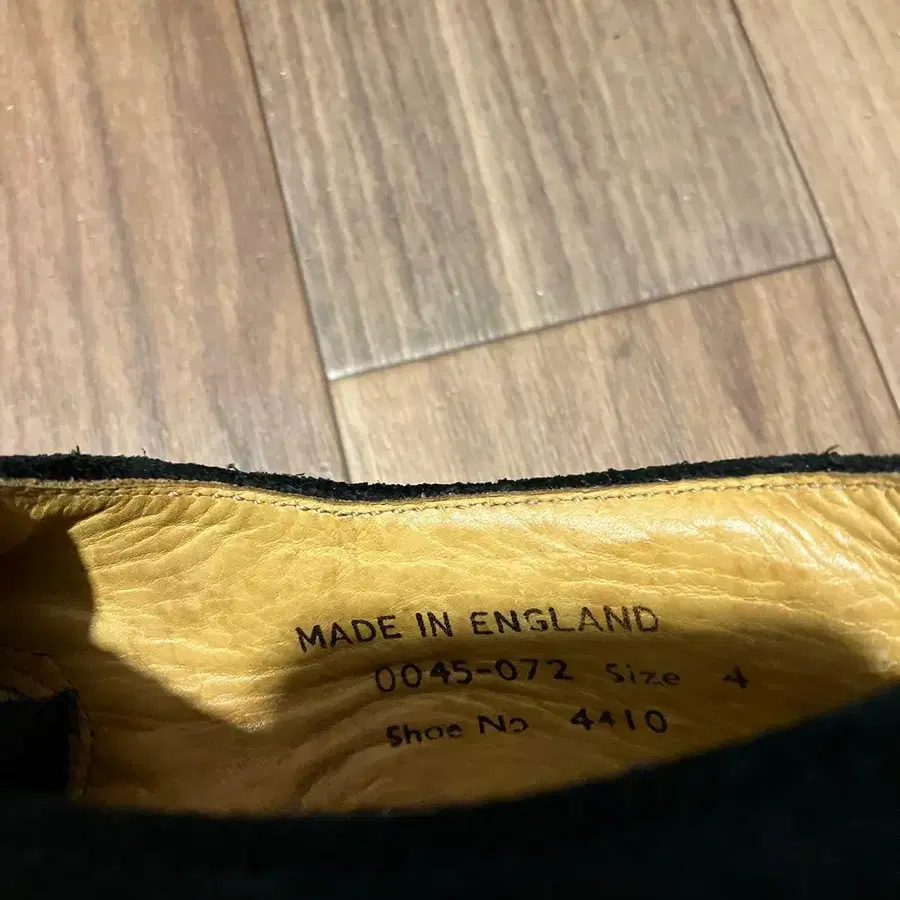 MADE IN ENGLAND
0045-072 Size 4
Shoe No 4410